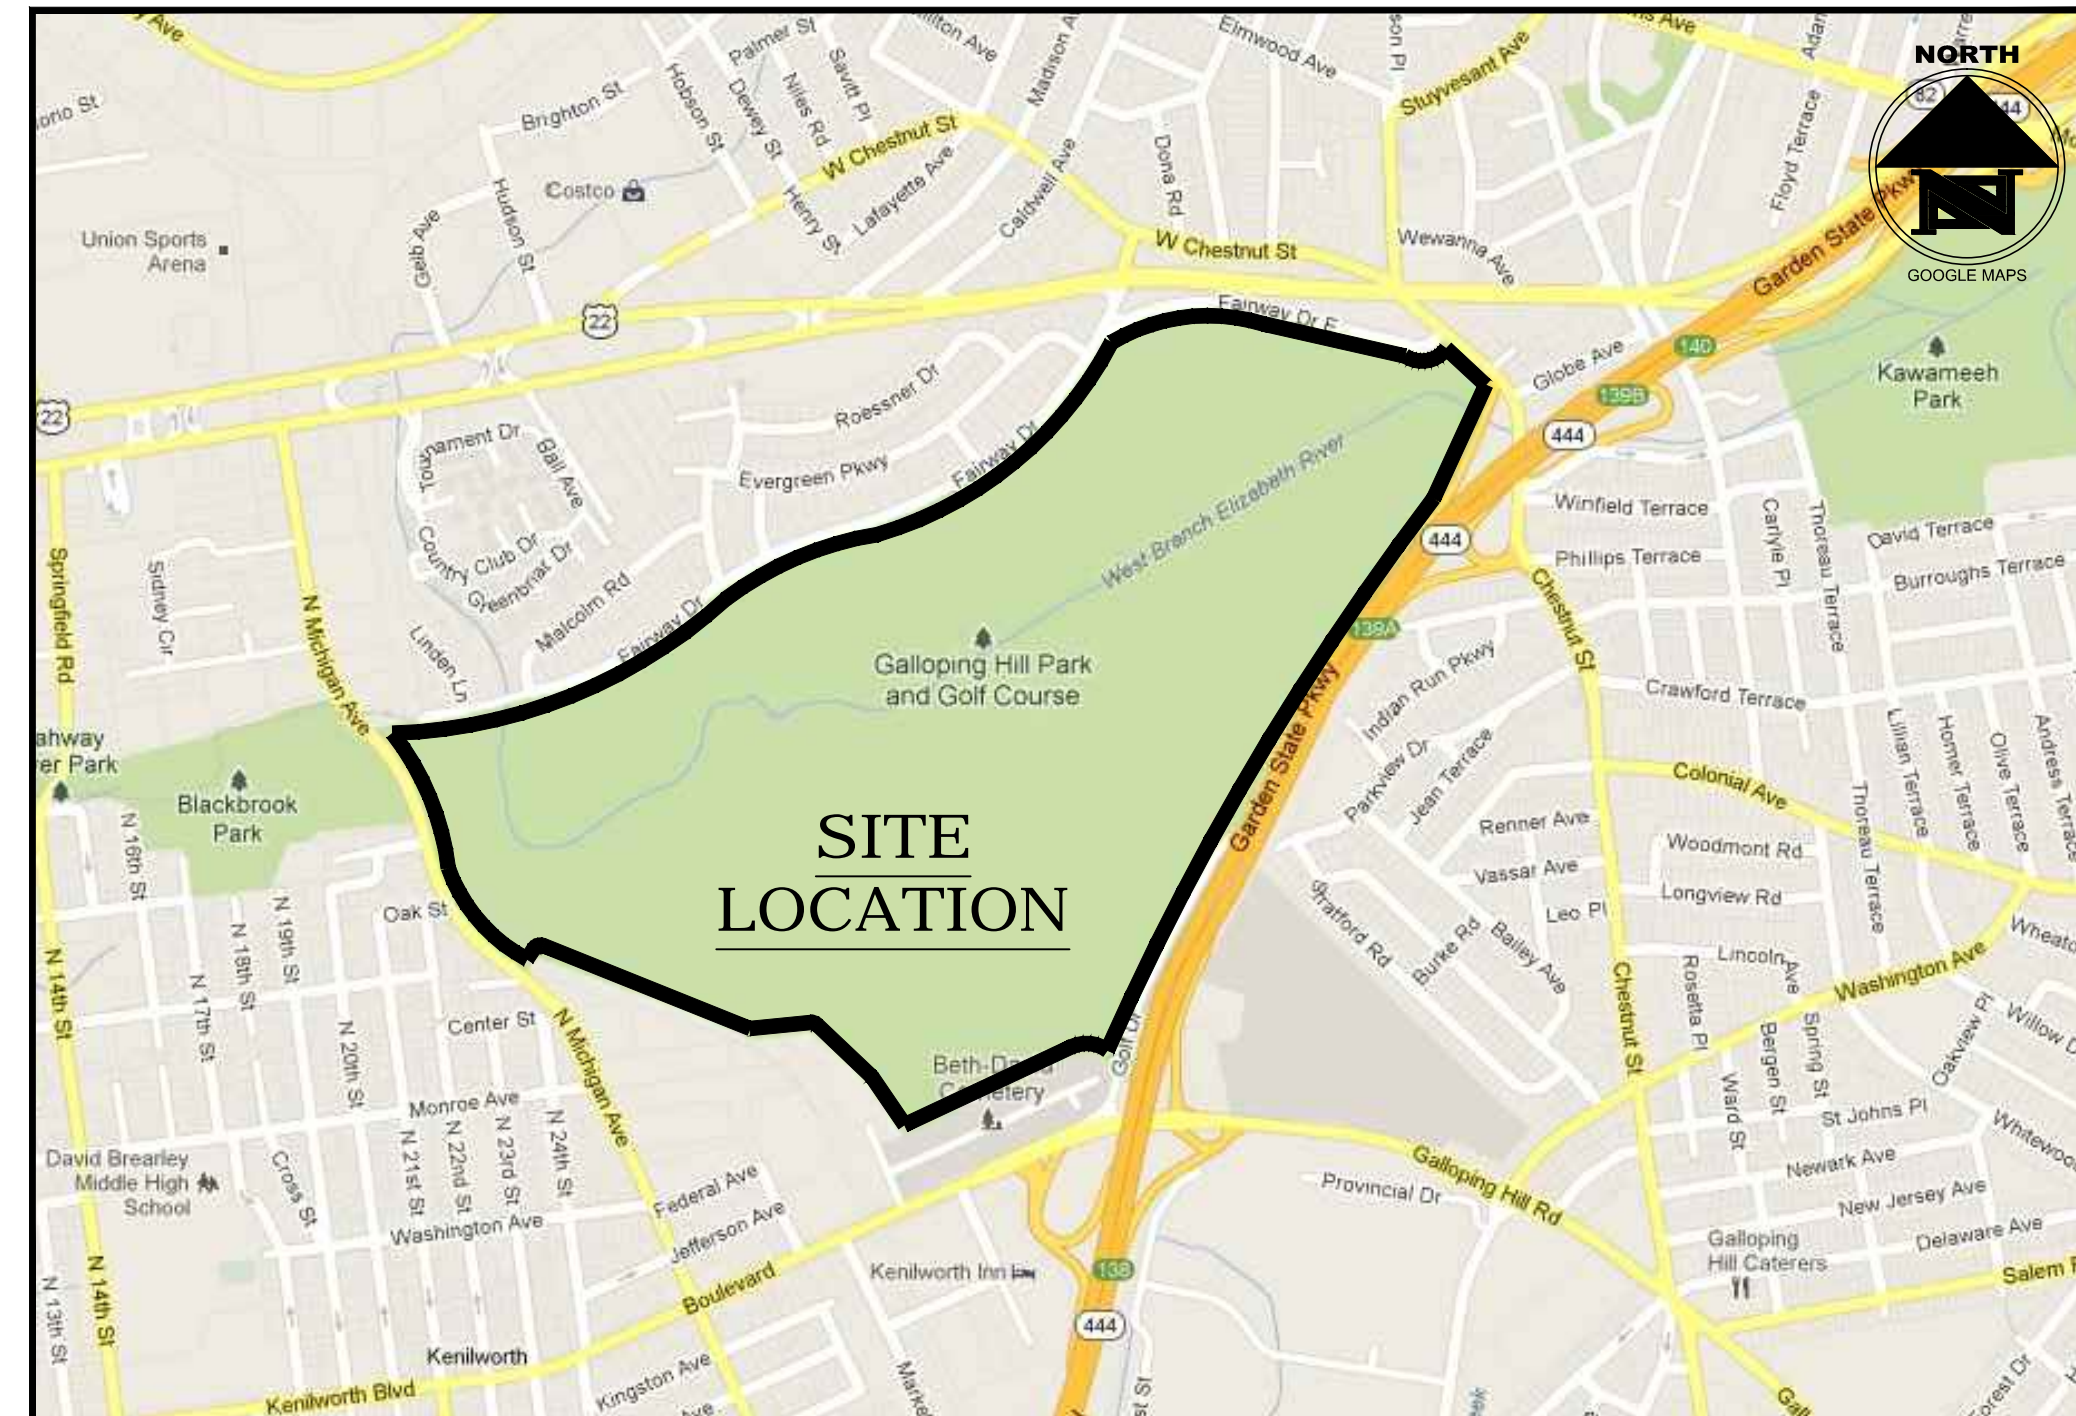 NORTH
GOOGLE MAPS
Palmer St
Savitt Pl
Madison A
Elmwood Ave
son Pl
Stuyvesant Ave
Hobson St
Dewey St
Niles Rd
Brighton St
W Chestnut St
Lafayette Ave
Caldwell Ave
Dona Rd
Henry St
Floyd Terrace
82
Costco
Hudson St
Union Sports
Arena
W Chestnut St
Wewanna Ave
Garden State Pkwy
22
Fairway Dr E
140
Globe Ave
Kawameeh
Park
139B
22
Roessner Dr
Ball Ave
444
Fairway Dr
Evergreen Pkwy
West Branch Elizabeth River
Winfield Terrace
Carlyle Pl
Thoreau Terrace
David Terrace
444
Phillips Terrace
Burroughs Terrace
Country Club Dr
Greenbriar Dr
Malcolm Rd
Springfield Rd
Sidney Cir
N Michigan Ave
Linden Ln
Fairway Dr
Chestnut St
138A
Galloping Hill Park
and Golf Course
Indian Run Pkwy
Crawford Terrace
Garden State Pkwy
Lillian Terrace
Homer Terrace
Olive Terrace
Andress Terrace
ahway
er Park
Blackbrook
Park
Parkview Dr
Jean Terrace
Colonial Ave
SITE
LOCATION
Renner Ave
Woodmont Rd
Thoreau Terrace
Vassar Ave
Longview Rd
N 16th St
Oak St
Leo Pl
Stratford Rd
Burke Rd
Bailey Ave
Lincoln Ave
Washington Ave
N 14th St
N 17th St
N 18th St
N 19th St
N 20th St
Center St
N Michigan Ave
Golf Dr
Chestnut St
Rosetta Pl
Bergen St
Spring St
Oakview Pl
Monroe Ave
N 21st St
N 22nd St
N 23rd St
N 24th St
Ward St
St Johns Pl
David Brearley
Middle High
School
Cross St
Washington Ave
Federal Ave
Jefferson Ave
Galloping Hill Rd
Provincial Dr
Newark Ave
New Jersey Ave
Delaware Ave
Galloping
Hill Caterers
Kenilworth Inn
138
Boulevard
N 14th St
N 13th St
444
Kenilworth
Kenilworth Blvd
Kingston Ave